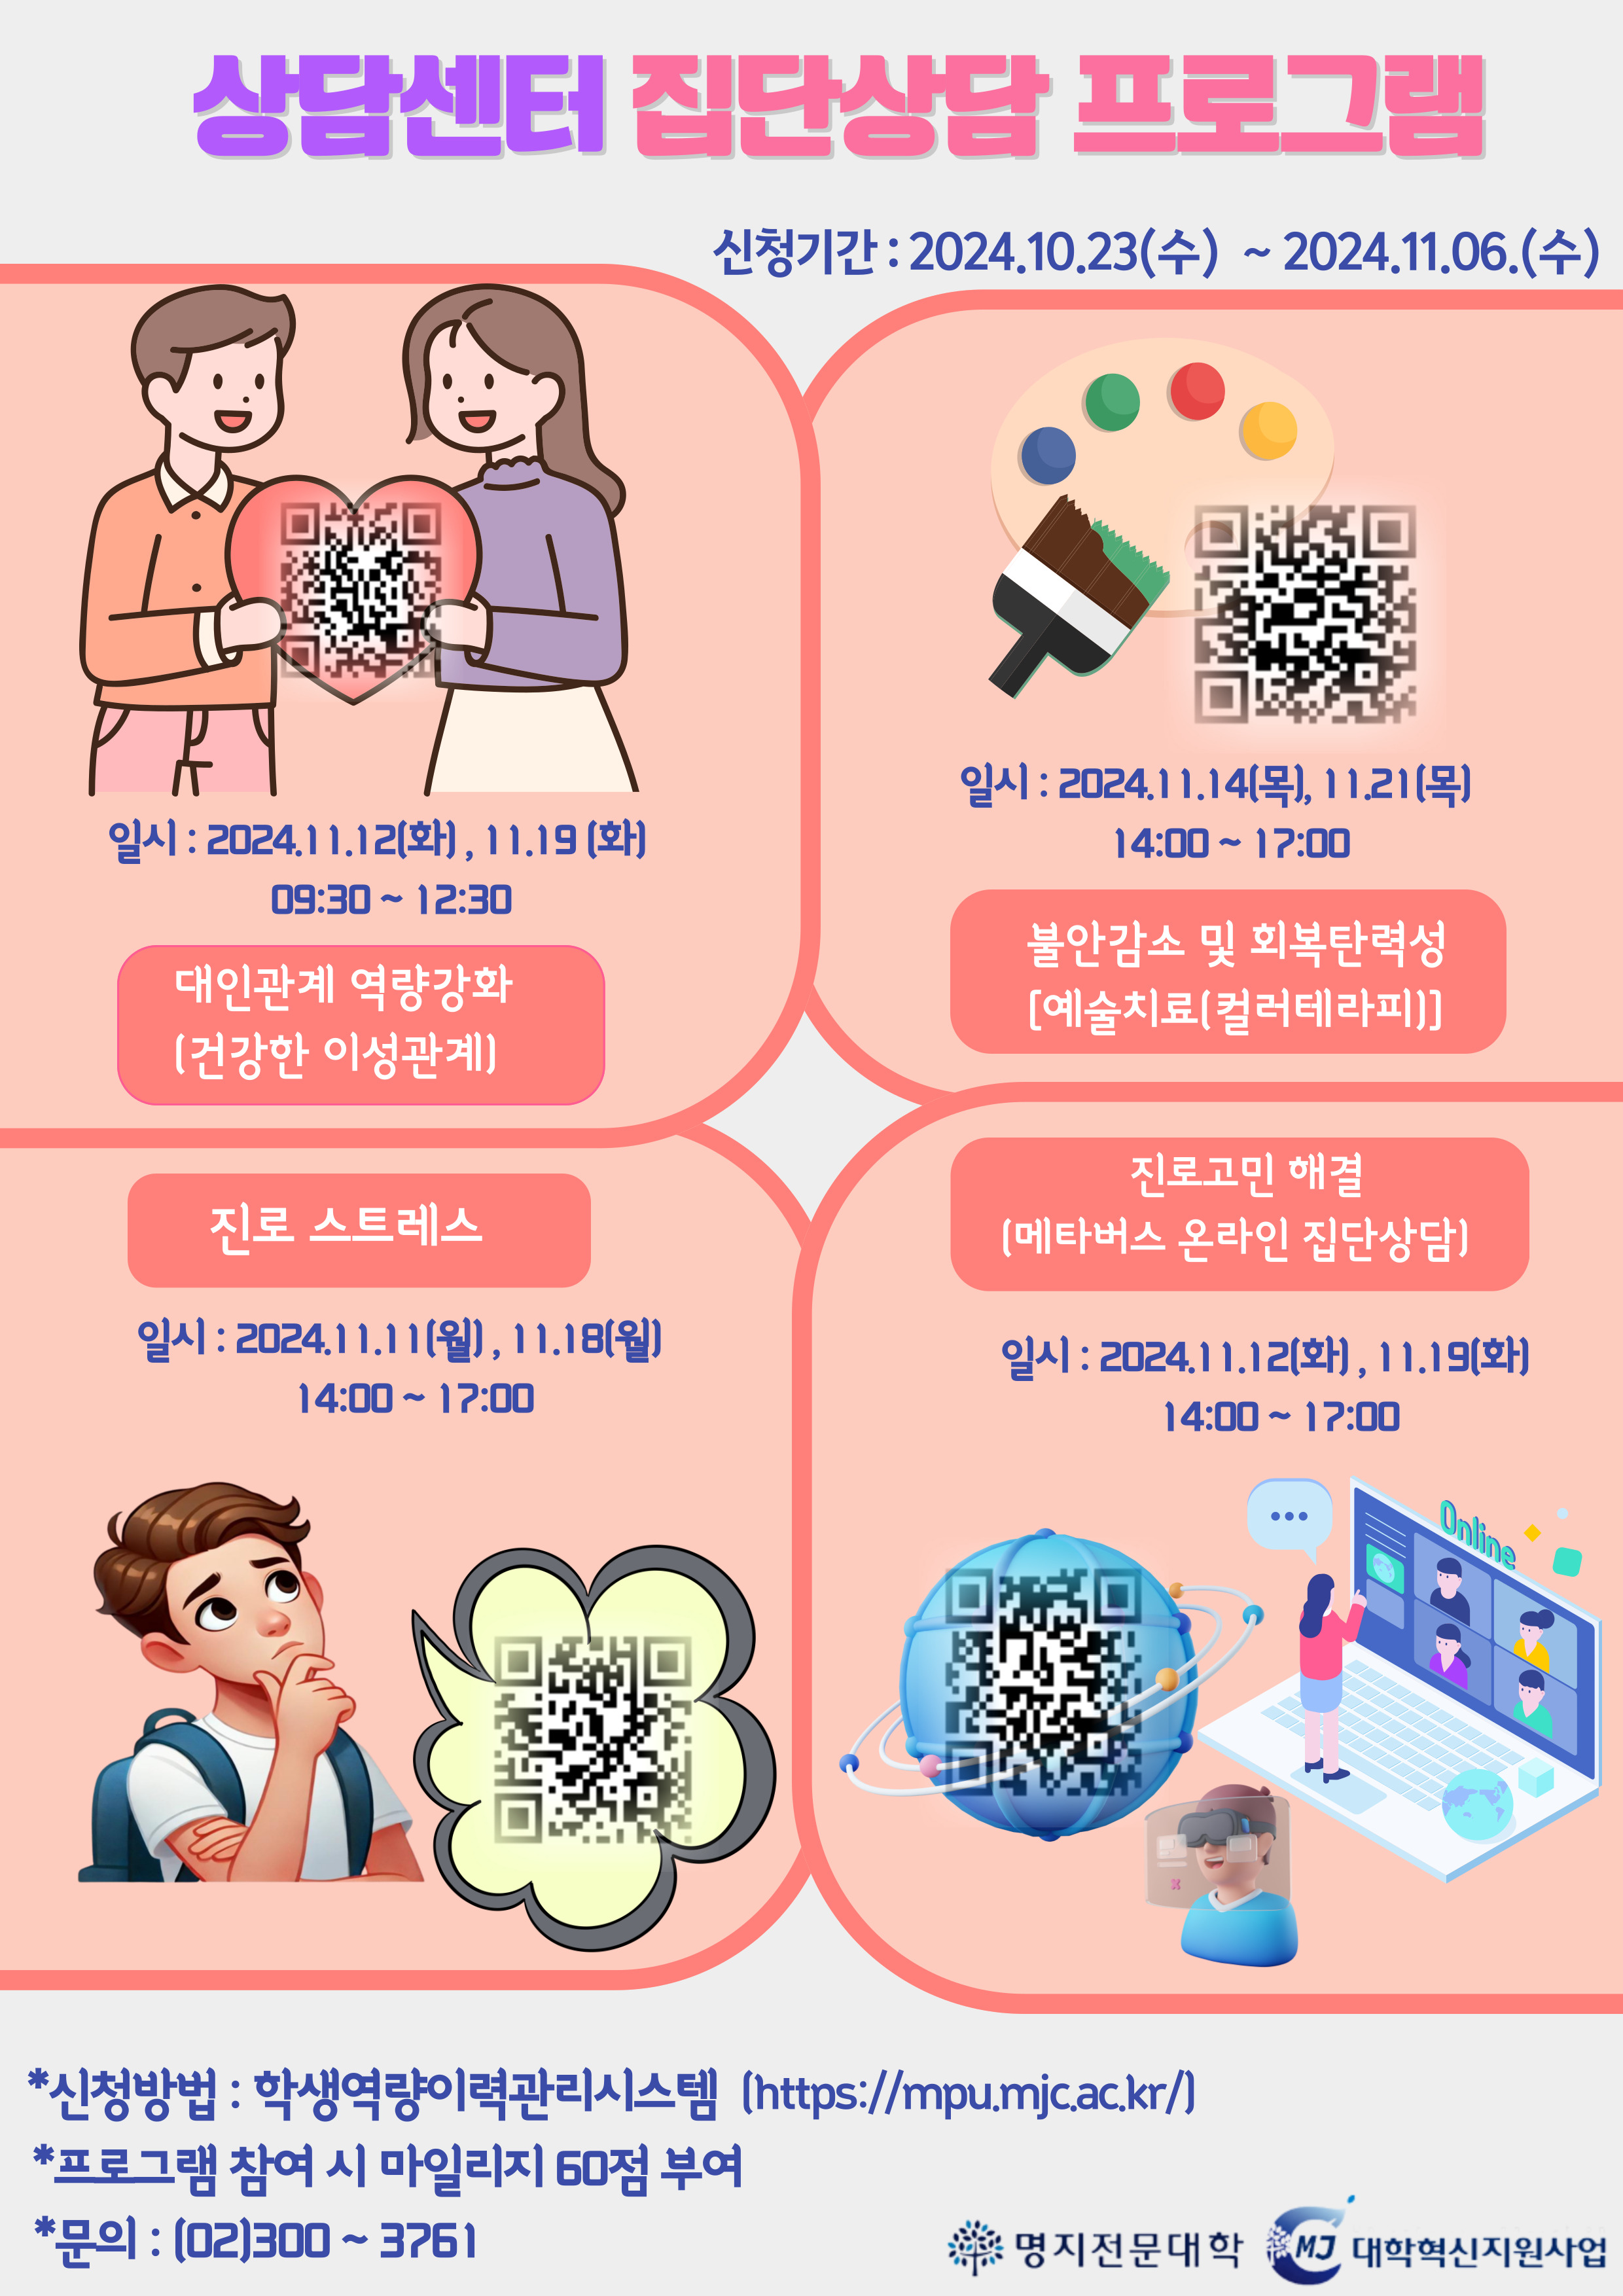 상담센터 집단상담 프로그램
신청기간 : 2024.10.23(수) ~ 2024.11.06.(수)
일시 : 2024.11.12(화) , 11.19 (화)
09:30 ~ 12:30
대인관계 역량강화
(건강한 이성관계)
일시 : 2024.11.14(목), 11.21(목)
14:00 ~ 17:00
불안감소 및 회복탄력성
[예술치료(컬러테라피)]
진로 스트레스
일시 : 2024.11.11(월) , 11.18(월)
14:00 ~ 17:00
진로고민 해결
(메타버스 온라인 집단상담)
일시 : 2024.11.12(화) , 11.19(화)
14:00 ~ 17:00
Online
*신청방법 : 학생역량이력관리시스템 (https://mpu.mjc.ac.kr/)
*프로그램 참여 시 마일리지 60점 부여
*문의 : (02)300 ~ 3761
명지전문대학
MJ 대학혁신지원사업